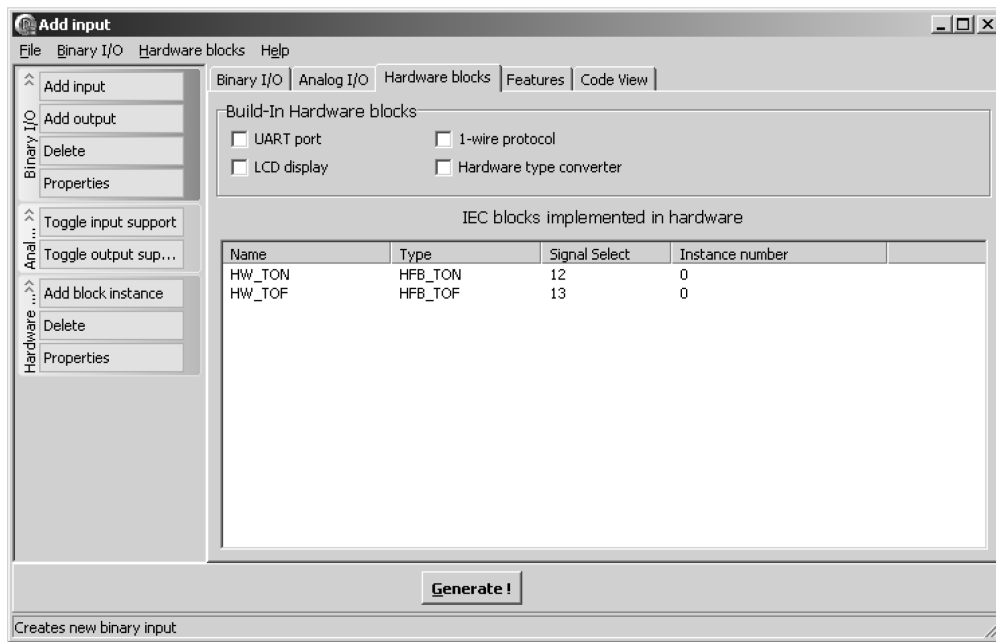 Add input
File Binary I/O Hardware blocks Help
Binary I/O
Add input
Add output
Delete
Properties
Anal...
Toggle input support
Toggle output sup...
Hardware ...
Add block instance
Delete
Properties
Binary I/O Analog I/O Hardware blocks Features Code View
Build-In Hardware blocks
UART port 1-wire protocol
LCD display Hardware type converter
IEC blocks implemented in hardware
Name Type Signal Select Instance number
HW_TON HFB_TON 12 0
HW_TOF HFB_TOF 13 0
Generate !
Creates new binary input